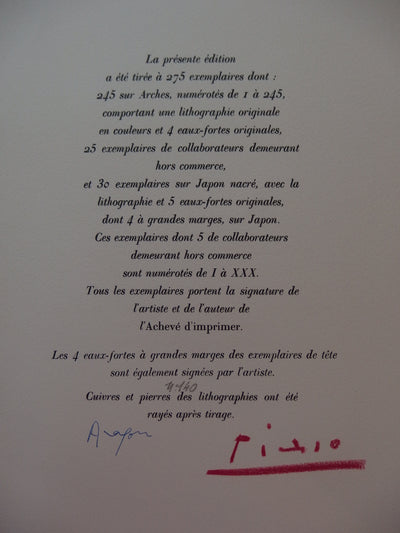 La présente édition
a été tirée à 275 exemplaires dont :
245 sur Arches, numérotés de 1 à 245,
comportant une lithographie originale
en couleurs et 4 eaux-fortes originales,
25 exemplaires de collaborateurs demeurant
hors commerce,
et 30 exemplaires sur Japon nacré, avec la
lithographie et 5 eaux-fortes originales,
dont 4 à grandes marges, sur Japon.
Ces exemplaires dont 5 de collaborateurs
demeurant hors commerce
sont numérotés de I à XXX.
Tous les exemplaires portent la signature de
l'artiste et de l'auteur de
l'Achevé d'imprimer.
Les 4 eaux-fortes à grandes marges des exemplaires de tête
sont également signées par l'artiste.
Cuivres et pierres des lithographies ont été
rayés après tirage.
Aragon
Picasso